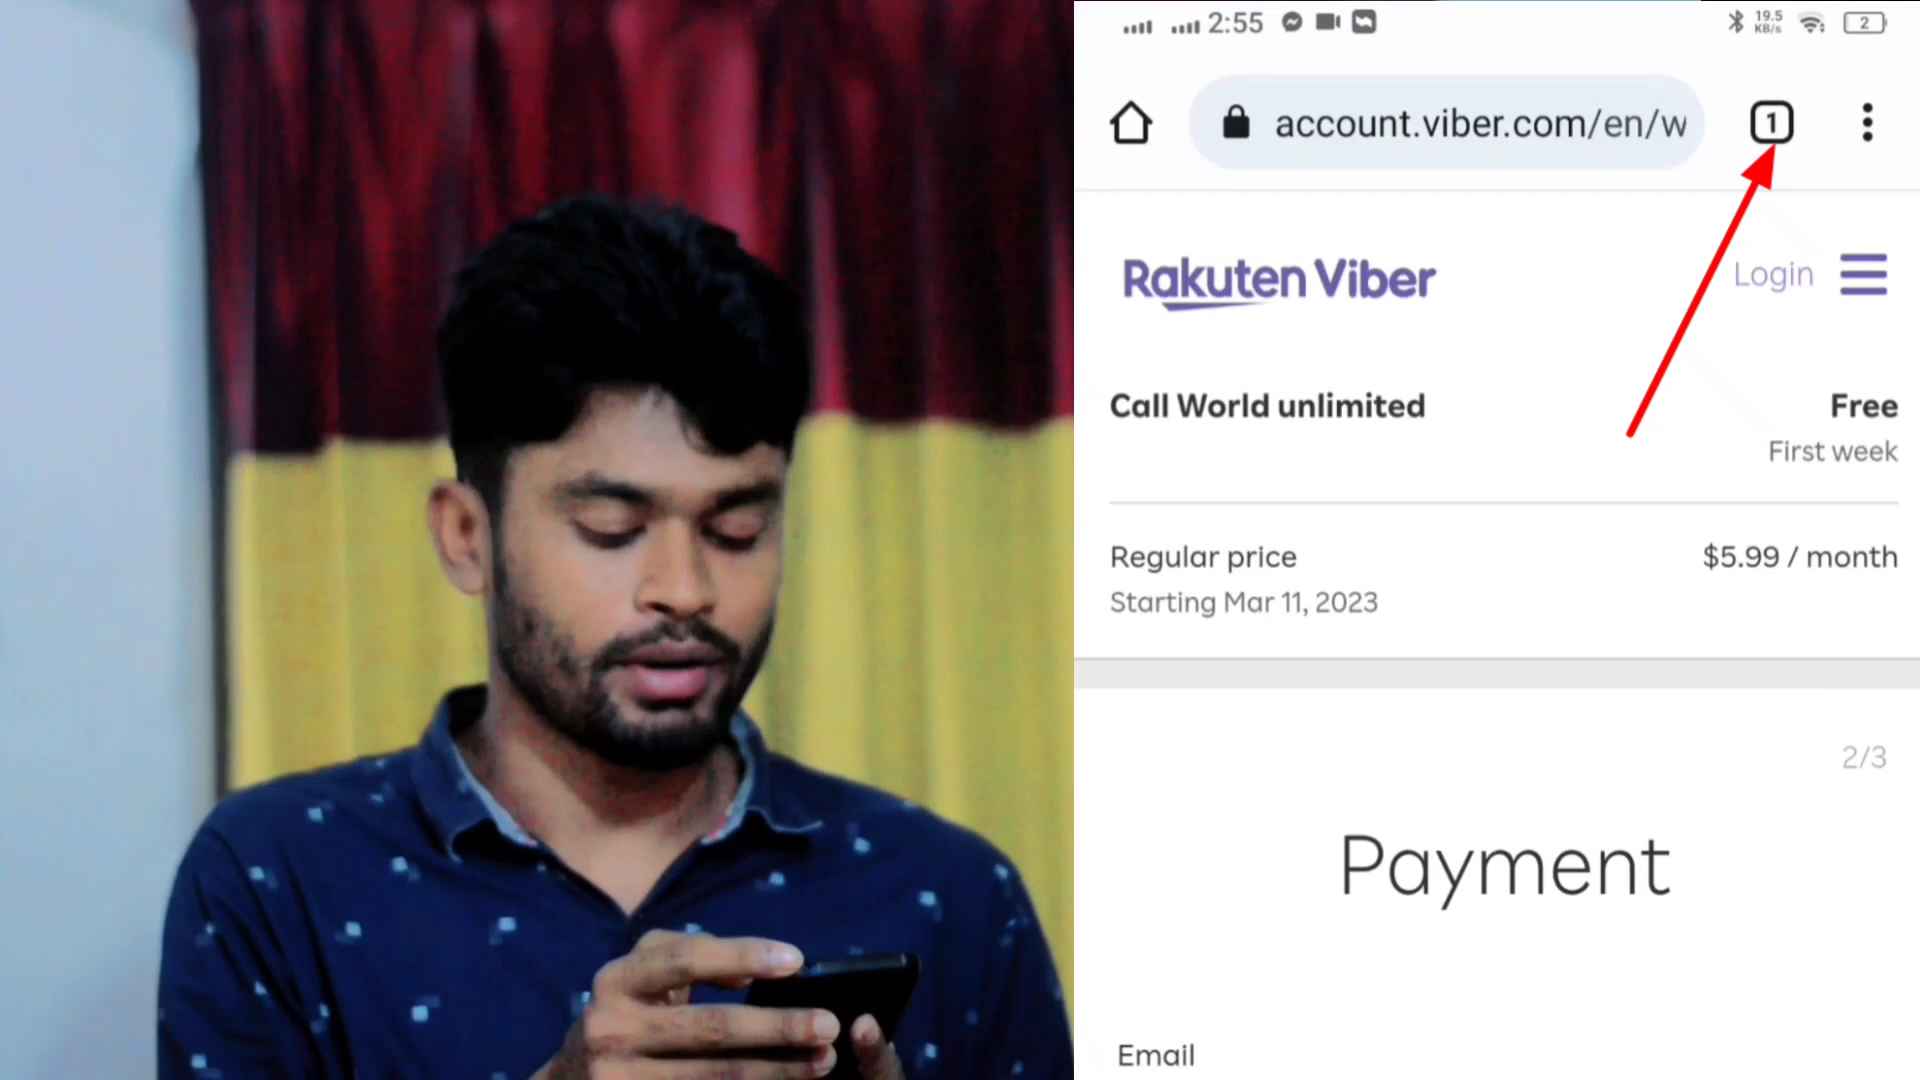 2:55
19.5
KB/s
2
account.viber.com/en/w
1
Rakuten Viber
Login
Call World unlimited
Free
First week
Regular price
$5.99 / month
Starting Mar 11, 2023
2/3
Payment
Email